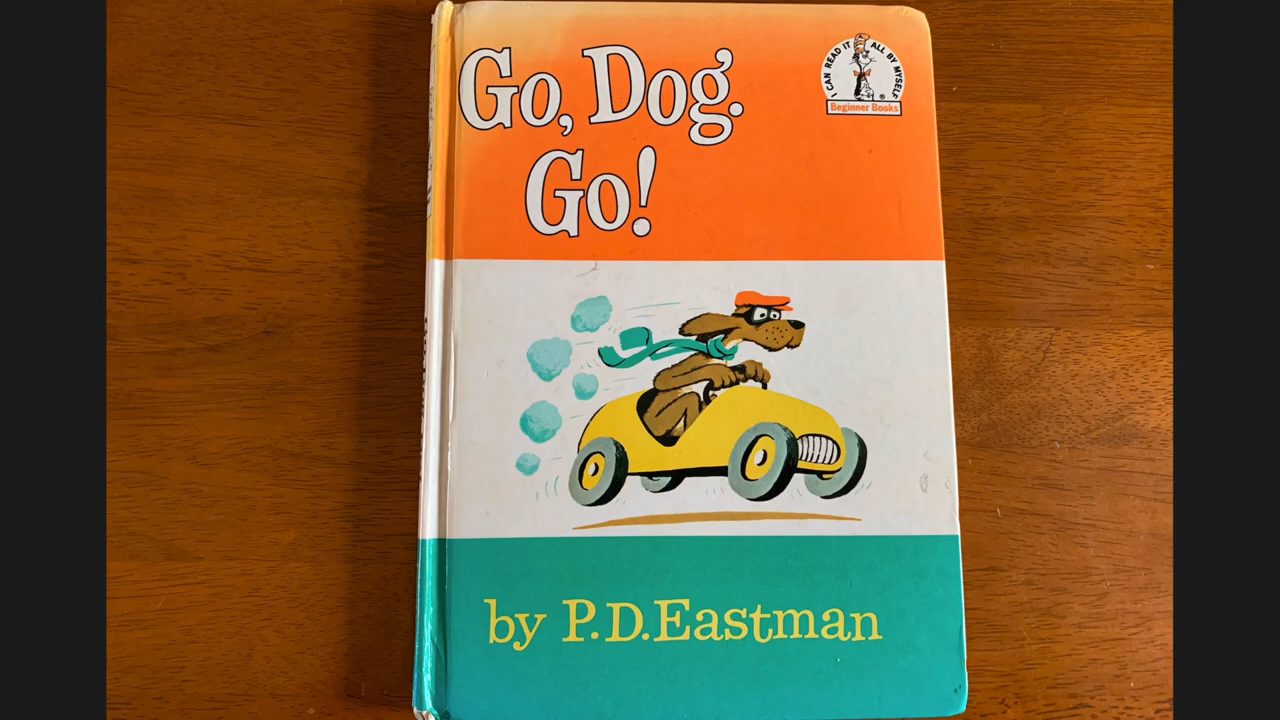 Go, Dog.
Go!
I CAN READ IT ALL BY MYSELF
®
Beginner Books
by P.D.Eastman